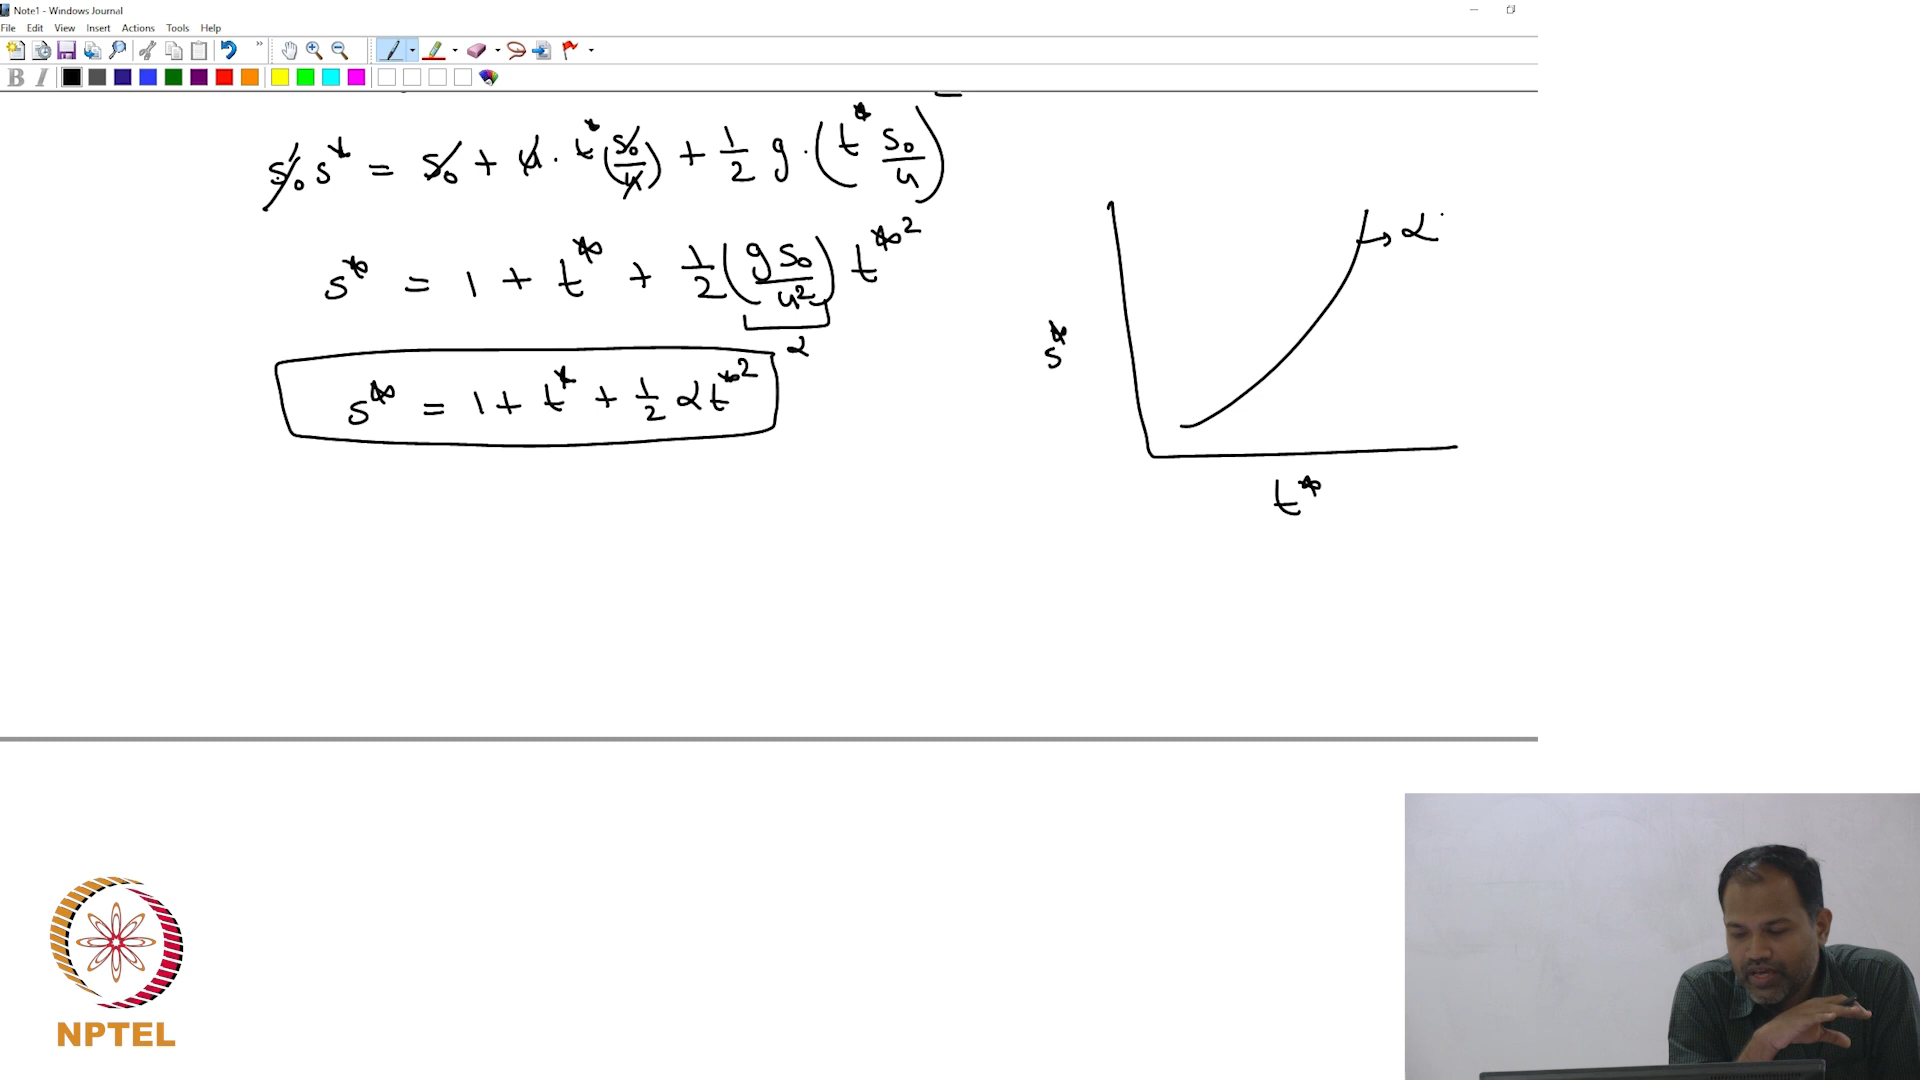 Note1 - Windows Journal
File Edit View Insert Actions Tools Help
B I
s₀ s* = s₀ + u · t* (s₀/u) + 1/2 g · (t* s₀/u)
s* = 1 + t* + 1/2 (g s₀/u²) t*²
α
s* = 1 + t* + 1/2 α t*²
α
s*
t*
NPTEL